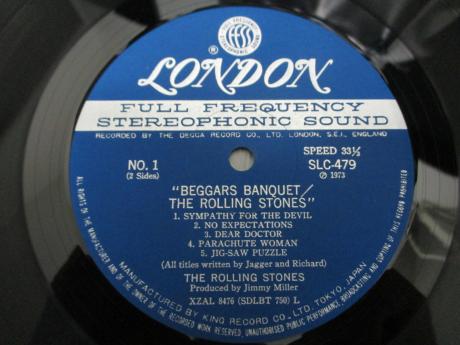 FULL FREQUENCY STEREOPHONIC SOUND
®
LONDON
FULL FREQUENCY
STEREOPHONIC SOUND
RECORDED BY THE DECCA RECORD CO., LTD. LONDON, S.E.I., ENGLAND
NO. 1
(2 Sides)
SPEED 33⅓
SLC-479
Ⓟ 1973
"BEGGARS BANQUET/
THE ROLLING STONES"
1. SYMPATHY FOR THE DEVIL
2. NO EXPECTATIONS
3. DEAR DOCTOR
4. PARACHUTE WOMAN
5. JIG-SAW PUZZLE
(All titles written by Jagger and Richard)
THE ROLLING STONES
Produced by Jimmy Miller
XZAL 8476 (SDLBT 750) L
MANUFACTURED BY KING RECORD CO., LTD. TOKYO, JAPAN
ALL RIGHTS OF THE MANUFACTURER AND OF THE OWNER OF THE RECORDED WORK RESERVED, UNAUTHORISED PUBLIC PERFORMANCE, BROADCASTING, AND COPYING OF THIS RECORD PROHIBITED